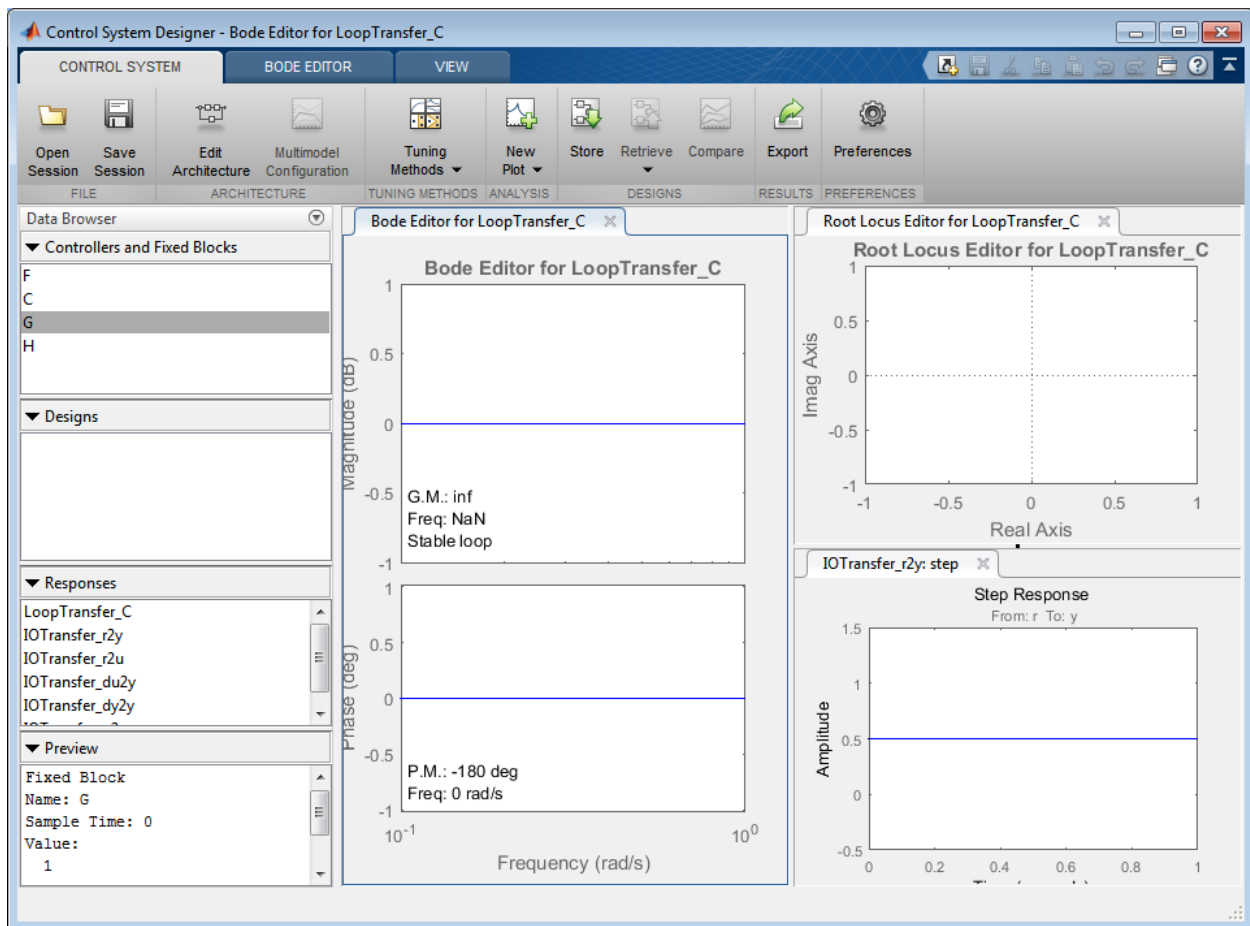 Control System Designer - Bode Editor for LoopTransfer_C
CONTROL SYSTEM
BODE EDITOR
VIEW
Open Session
Save Session
Edit Architecture
Multimodel Configuration
Tuning Methods
New Plot
Store
Retrieve
Compare
Export
Preferences
FILE
ARCHITECTURE
TUNING METHODS
ANALYSIS
DESIGNS
RESULTS
PREFERENCES
Data Browser
Controllers and Fixed Blocks
F
C
G
H
Designs
Responses
LoopTransfer_C
IOTransfer_r2y
IOTransfer_r2u
IOTransfer_du2y
IOTransfer_dy2y
Preview
Fixed Block
Name: G
Sample Time: 0
Value:
1
Bode Editor for LoopTransfer_C
Bode Editor for LoopTransfer_C
Magnitude (dB)
1
0.5
0
-0.5
-1
G.M.: inf
Freq: NaN
Stable loop
Phase (deg)
1
0.5
0
-0.5
-1
P.M.: -180 deg
Freq: 0 rad/s
10^-1
10^0
Frequency (rad/s)
Root Locus Editor for LoopTransfer_C
Root Locus Editor for LoopTransfer_C
Imag Axis
1
0.5
0
-0.5
-1
-1
-0.5
0
0.5
1
Real Axis
IOTransfer_r2y: step
Step Response
From: r To: y
Amplitude
1.5
1
0.5
0
-0.5
0
0.2
0.4
0.6
0.8
1